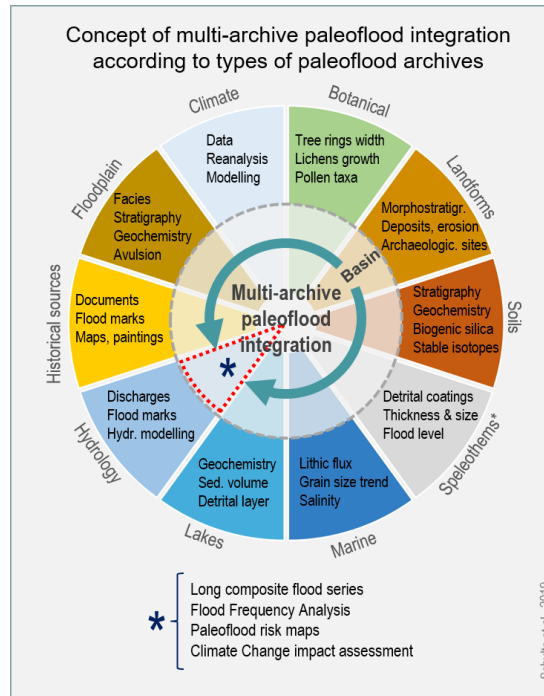 Concept of multi-archive paleoflood integration
according to types of paleoflood archives
Climate
Data
Reanalysis
Modelling
Botanical
Tree rings width
Lichens growth
Pollen taxa
Landforms
Morphostratigr.
Deposits, erosion
Archaeologic. sites
Soils
Stratigraphy
Geochemistry
Biogenic silica
Stable isotopes
Speleothems*
Detrital coatings
Thickness & size
Flood level
Marine
Lithic flux
Grain size trend
Salinity
Lakes
Geochemistry
Sed. volume
Detrital layer
Hydrology
Discharges
Flood marks
Hydr. modelling
Historical sources
Documents
Flood marks
Maps, paintings
Floodplain
Facies
Stratigraphy
Geochemistry
Avulsion
Basin
Multi-archive
paleoflood
integration
*
*
Long composite flood series
Flood Frequency Analysis
Paleoflood risk maps
Climate Change impact assessment